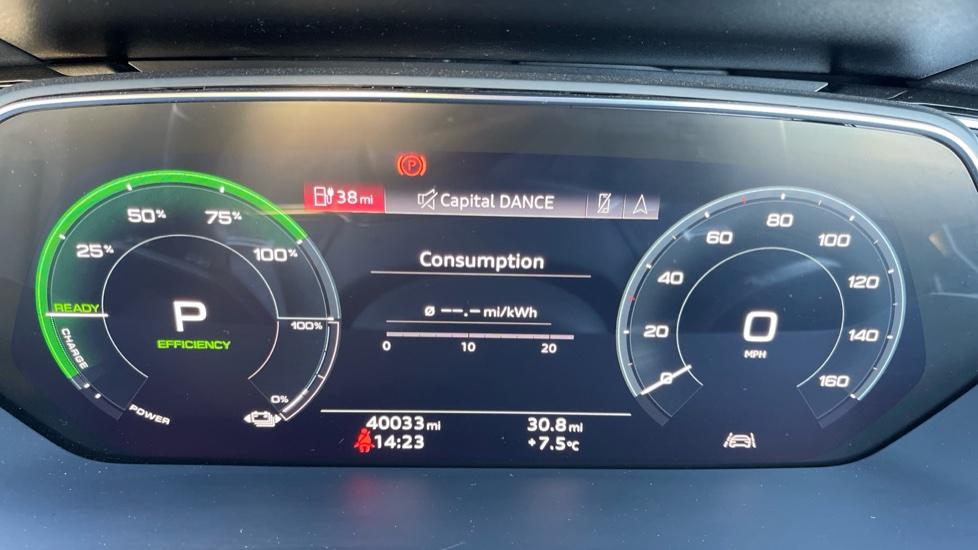 P
38 mi
Capital DANCE
50%
75%
25%
100%
READY
CHARGE
P
EFFICIENCY
100%
0%
POWER
Consumption
ø --.- mi/kWh
0 10 20
40033 mi
30.8 mi
14:23
+7.5°C
0
20
40
60
80
100
120
140
160
0
MPH